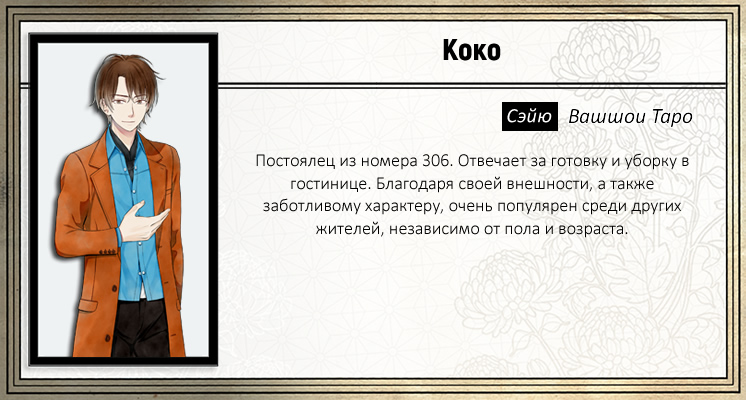 Коко
Сэйю Вашшои Таро
Постоялец из номера 306. Отвечает за готовку и уборку в
гостинице. Благодаря своей внешности, а также
заботливому характеру, очень популярен среди других
жителей, независимо от пола и возраста.